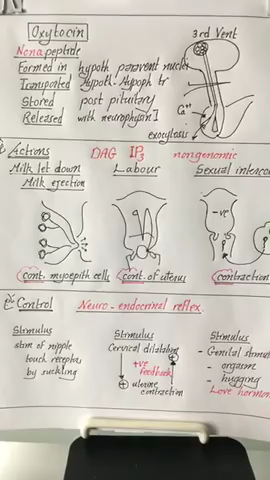 Oxytocin
3rd Vent
Nonapeptide
Formed in hypoth paravent nuclei
Transported Hypoth-Hypoph tr
Stored post pituitary
Released with neurophysin I
Ca++
exocytosis
Actions DAG IP3 nongenomic
Milk let down Labour Sexual interco
Milk ejection
-ve
cont. myoepith cells cont. of uterus contraction
Control Neuro-endocrinal reflex.
Stimulus Stimulus Stimulus
stim of nipple Cervical dilatation - Genital stimul
touch receptor +ve - orgasm
by suckling feedback - hugging
uterine Love hormon
contraction